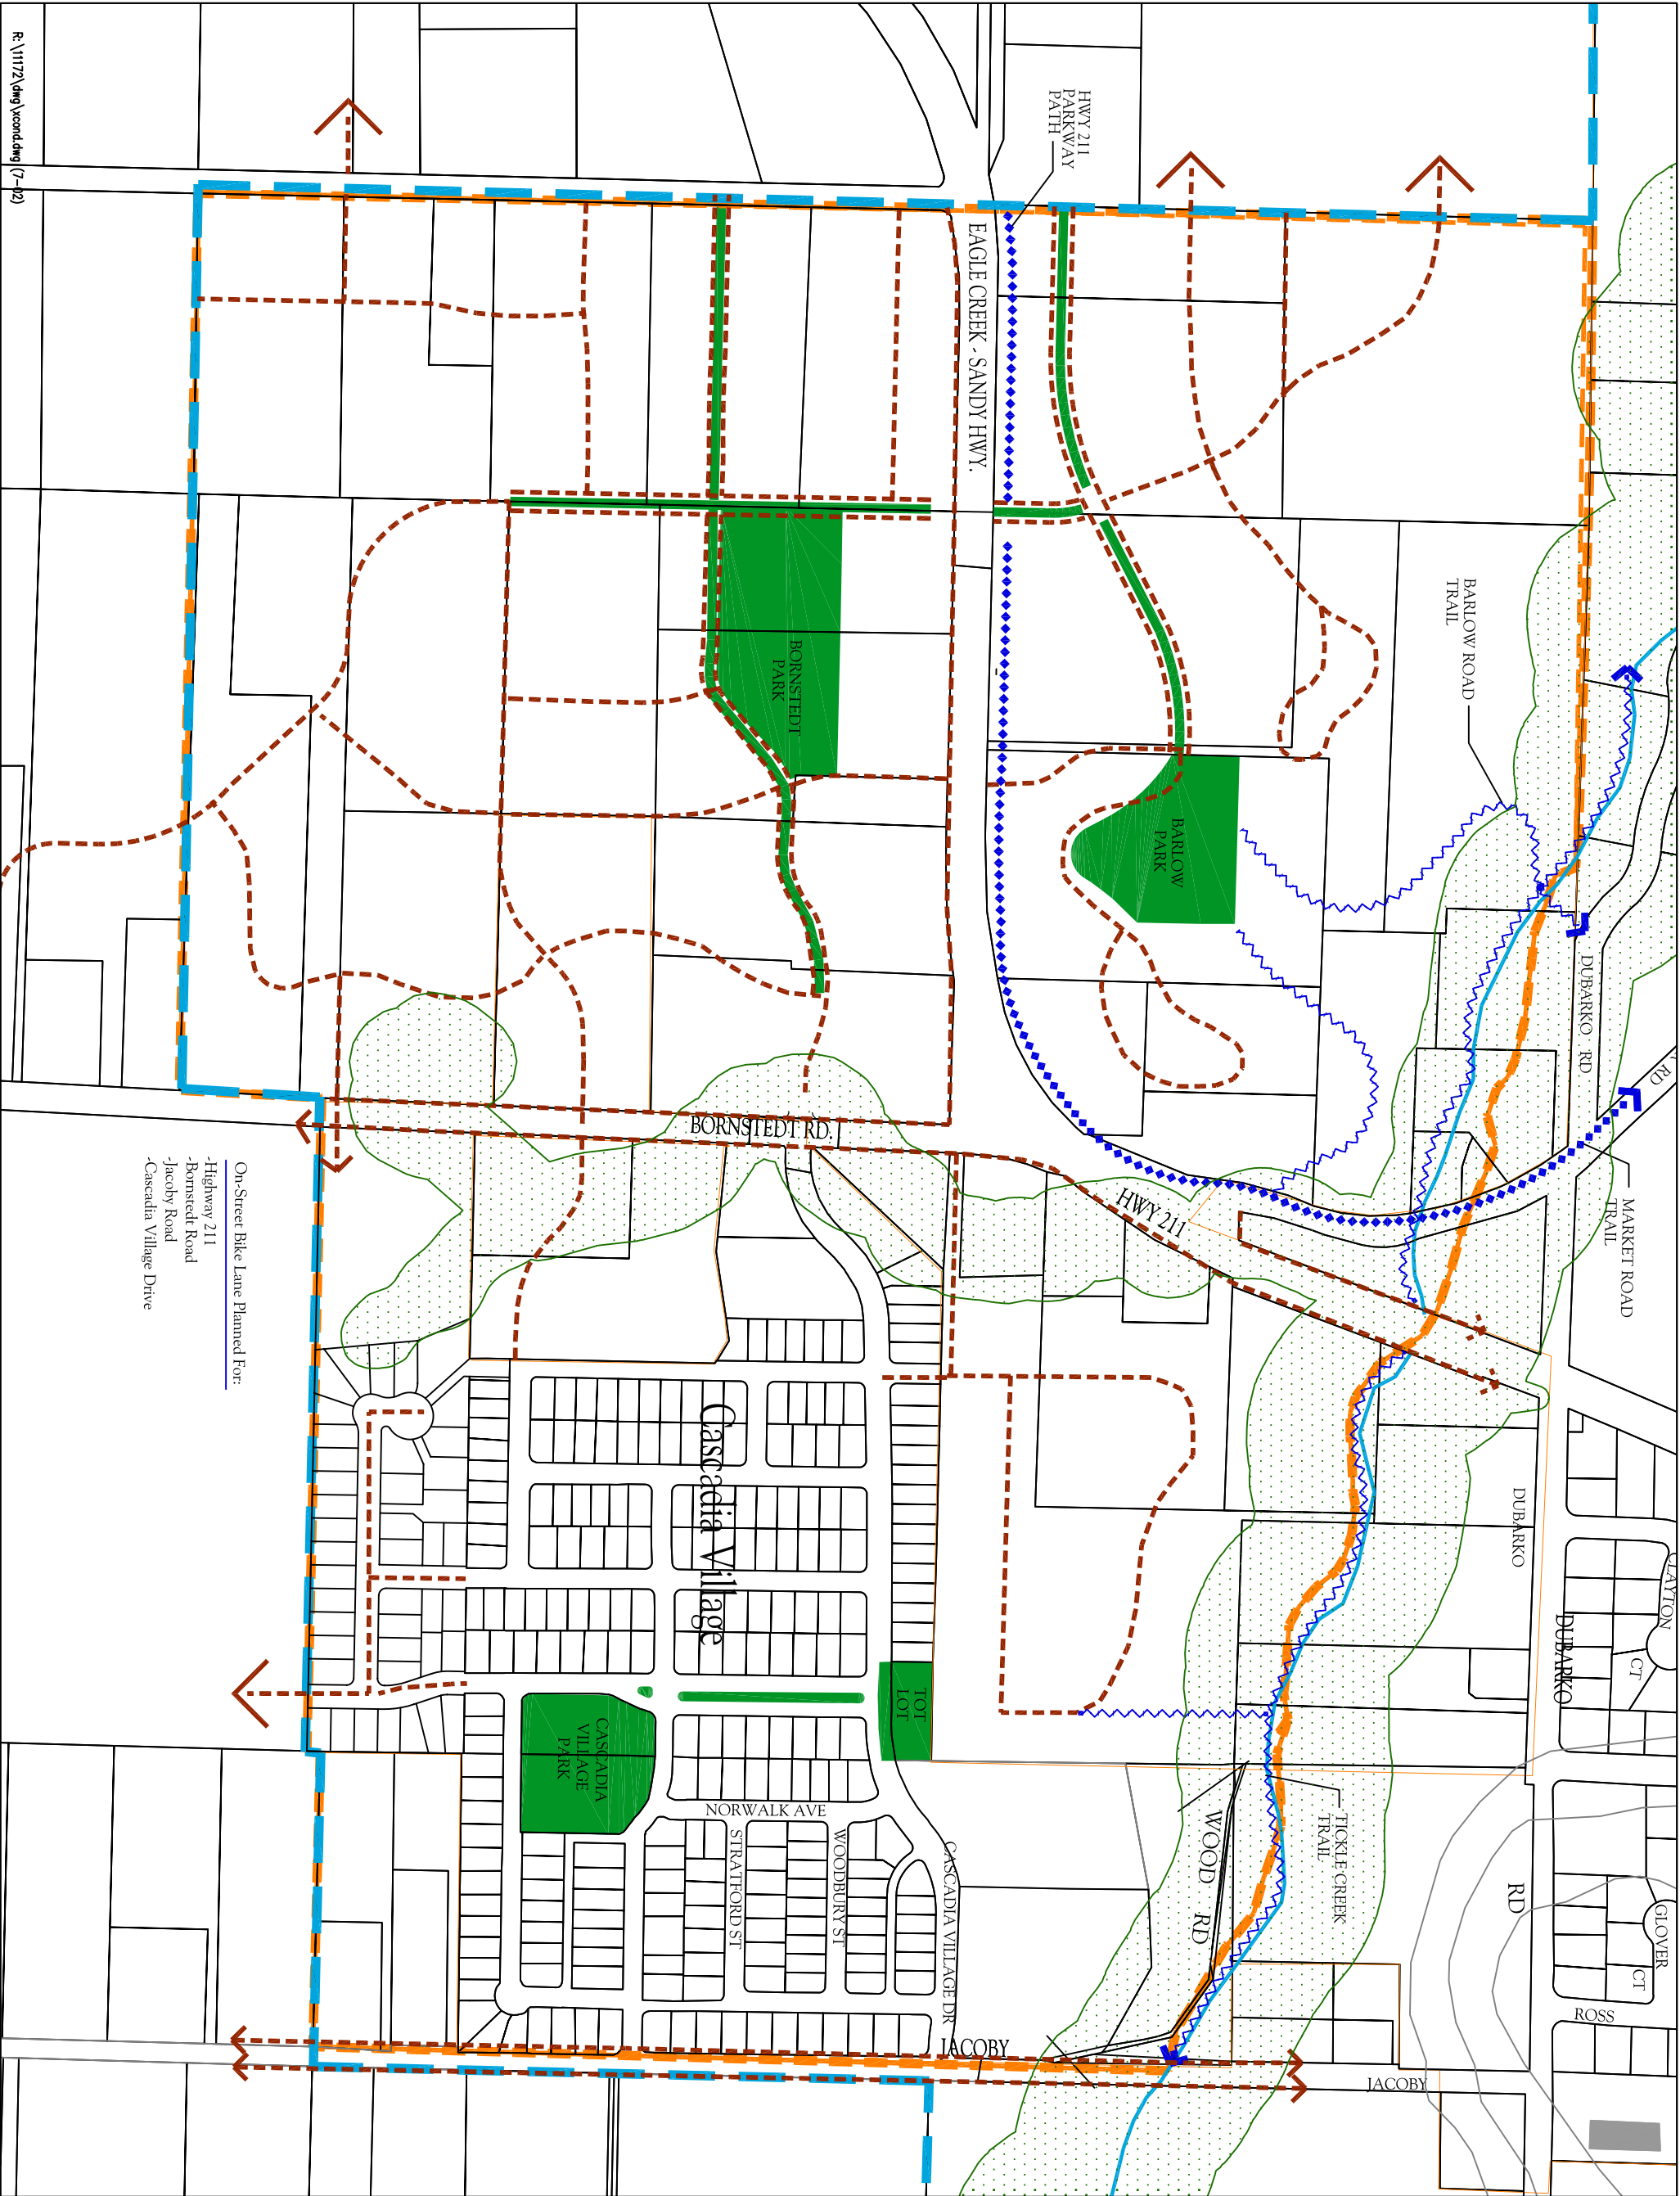 R:\11172\dwg\xcond.dwg (7-02)
HWY 211
PARKWAY
PATH
EAGLE CREEK - SANDY HWY.
BARLOW ROAD
TRAIL
BORNSTEDT
PARK
BARLOW
PARK
DUBARKO RD
RD
MARKET ROAD
TRAIL
BORNSTEDT RD.
HWY 211
On-Street Bike Lane Planned For:
-Highway 211
-Bornstedt Road
-Jacoby Road
-Cascadia Village Drive
Cascadia Village
DUBARKO
DUBARKO
RD
LAYTON
CT
TOT
LOT
CASCADIA
VILLAGE
PARK
NORWALK AVE
STRATFORD ST
WOODBURY ST
CASCADIA VILLAGE DR
WOOD RD
TICKLE CREEK
TRAIL
GLOVER
CT
ROSS
JACOBY
JACOBY